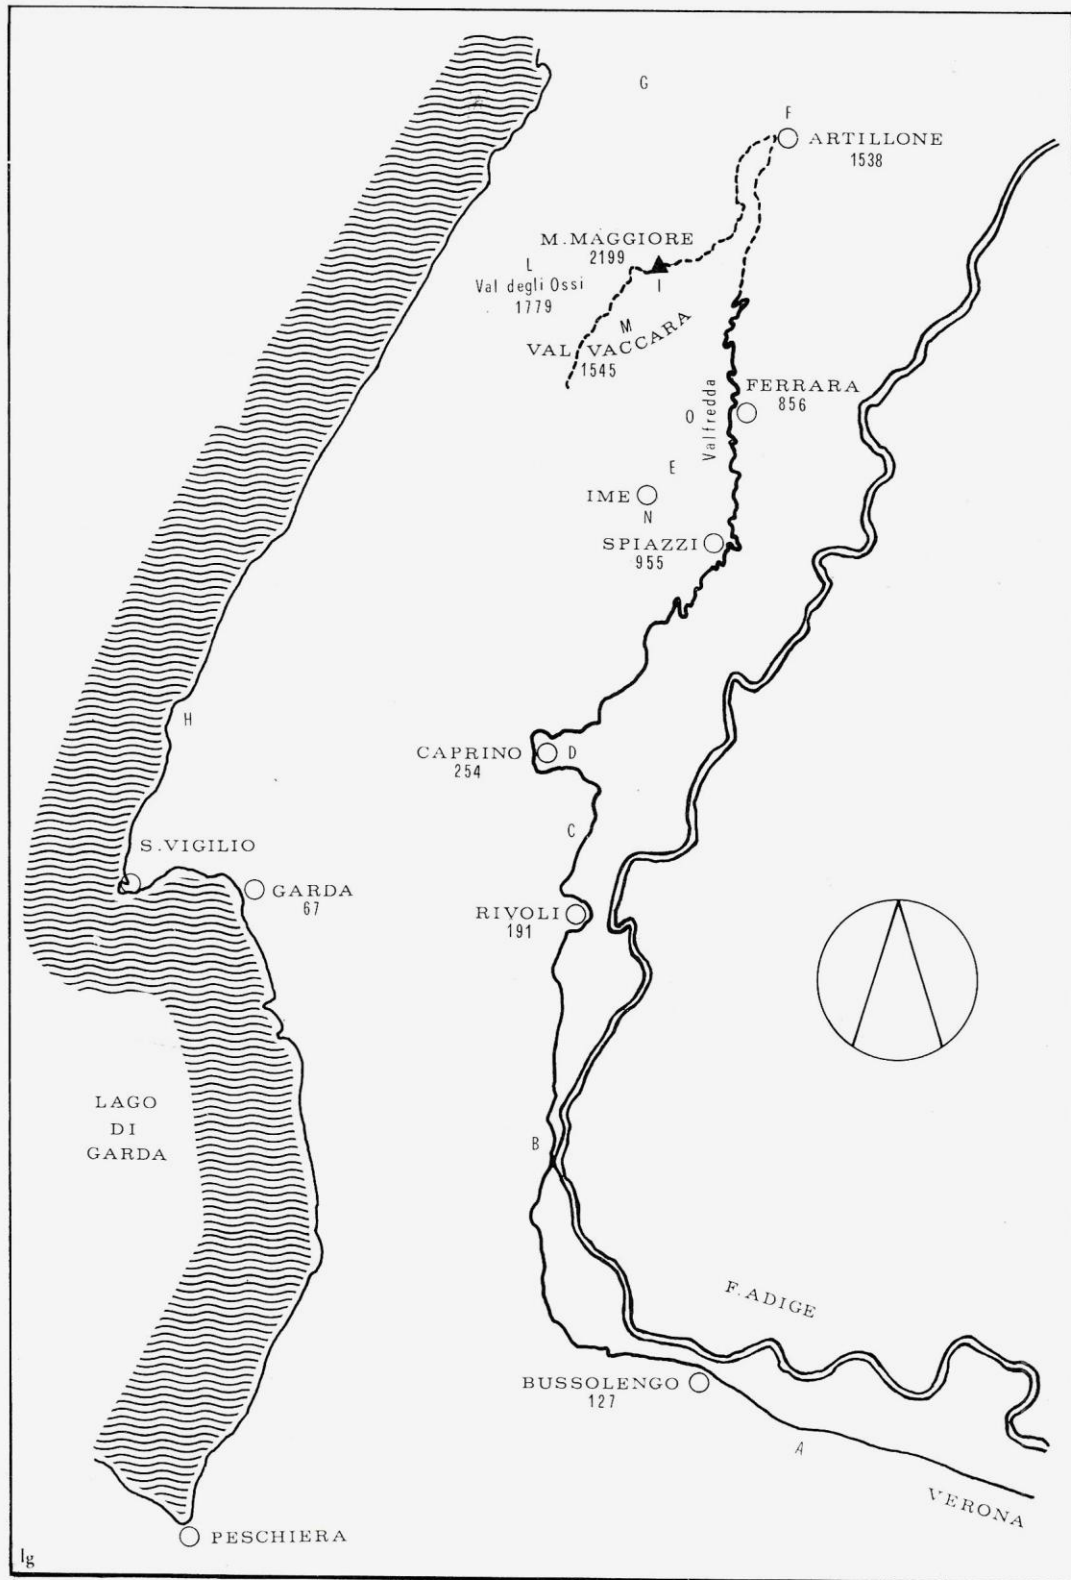 G
F
ARTILLONE
1538
M. MAGGIORE
2199
I
L
Val degli Ossi
1779
M
VAL VACCARA
1545
FERRARA
856
O
Valfredda
E
IME
N
SPIAZZI
955
H
CAPRINO
254
D
C
S. VIGILIO
GARDA
67
RIVOLI
191
LAGO
DI
GARDA
B
F. ADIGE
BUSSOLENGO
127
A
VERONA
PESCHIERA
lg